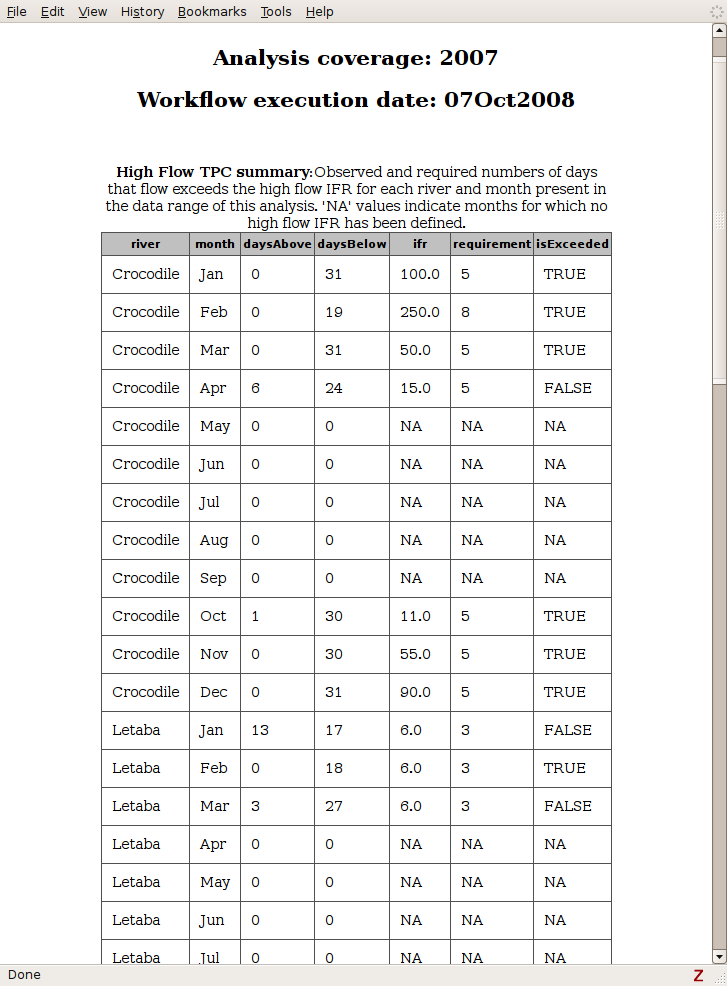 File Edit View History Bookmarks Tools Help
Analysis coverage: 2007
Workflow execution date: 07Oct2008
High Flow TPC summary:Observed and required numbers of days
that flow exceeds the high flow IFR for each river and month present in
the data range of this analysis. 'NA' values indicate months for which no
high flow IFR has been defined.
river month daysAbove daysBelow ifr requirement isExceeded
Crocodile Jan 0 31 100.0 5 TRUE
Crocodile Feb 0 19 250.0 8 TRUE
Crocodile Mar 0 31 50.0 5 TRUE
Crocodile Apr 6 24 15.0 5 FALSE
Crocodile May 0 0 NA NA NA
Crocodile Jun 0 0 NA NA NA
Crocodile Jul 0 0 NA NA NA
Crocodile Aug 0 0 NA NA NA
Crocodile Sep 0 0 NA NA NA
Crocodile Oct 1 30 11.0 5 TRUE
Crocodile Nov 0 30 55.0 5 TRUE
Crocodile Dec 0 31 90.0 5 TRUE
Letaba Jan 13 17 6.0 3 FALSE
Letaba Feb 0 18 6.0 3 TRUE
Letaba Mar 3 27 6.0 3 FALSE
Letaba Apr 0 0 NA NA NA
Letaba May 0 0 NA NA NA
Letaba Jun 0 0 NA NA NA
Letaba Jul 0 0 NA NA NA
Done Z